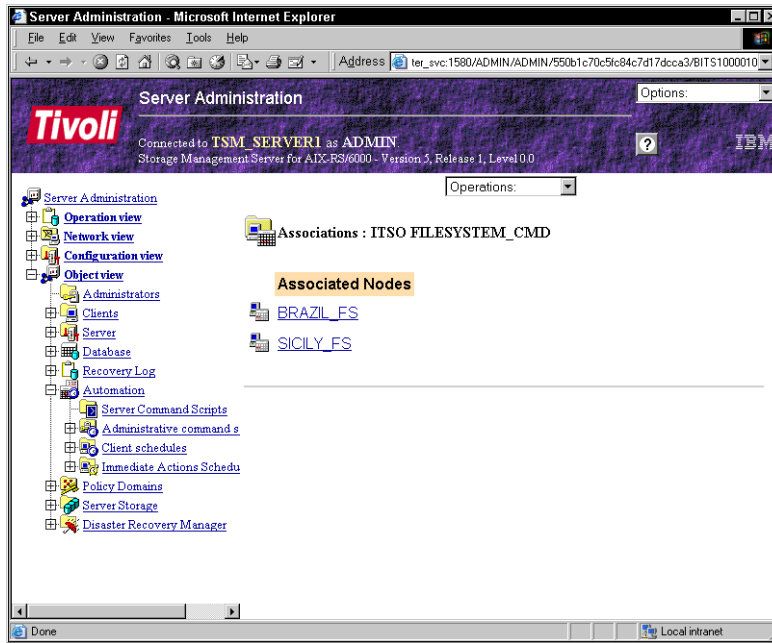 Server Administration - Microsoft Internet Explorer
File Edit View Favorites Tools Help
Address ter_svc:1580/ADMIN/ADMIN/550b1c70c5fc84c7d17dcca3/BITS1000010
Tivoli
Server Administration
Options:
Connected to TSM_SERVER1 as ADMIN.
Storage Management Server for AIX-RS/6000 - Version 5, Release 1, Level 0.0
?
IBM
Operations:
Server Administration
Operation view
Network view
Configuration view
Object view
Administrators
Clients
Server
Database
Recovery Log
Automation
Server Command Scripts
Administrative command s
Client schedules
Immediate Actions Schedu
Policy Domains
Server Storage
Disaster Recovery Manager
Associations : ITSO FILESYSTEM_CMD
Associated Nodes
BRAZIL_FS
SICILY_FS
Done
Local intranet